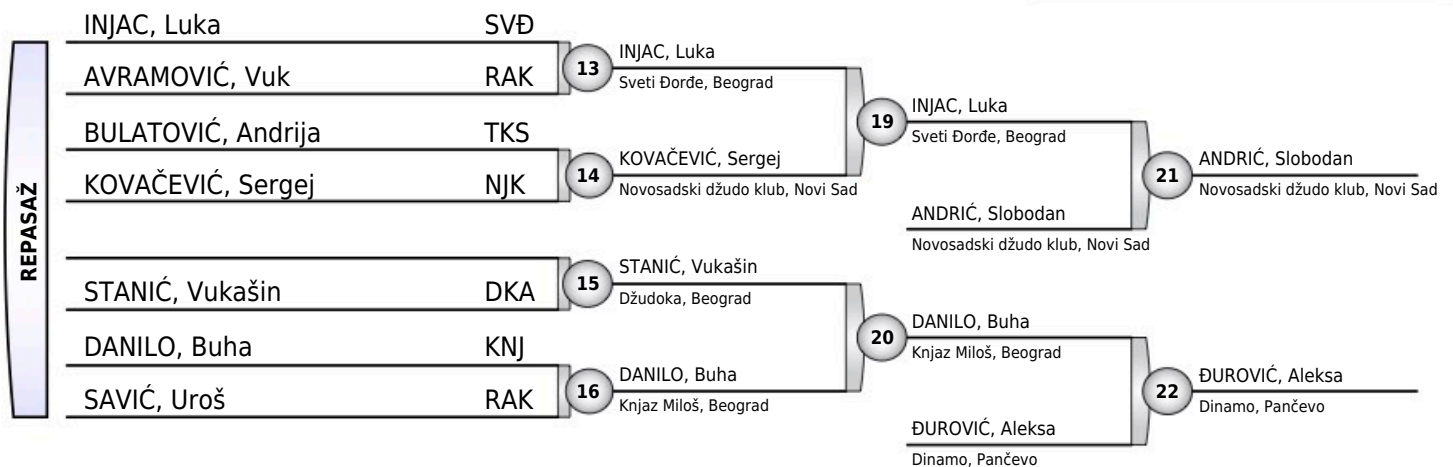 REPASAŽ
INJAC, Luka SVĐ
AVRAMOVIĆ, Vuk RAK
BULATOVIĆ, Andrija TKS
KOVAČEVIĆ, Sergej NJK
STANIĆ, Vukašin DKA
DANILO, Buha KNJ
SAVIĆ, Uroš RAK
13
INJAC, Luka
Sveti Đorđe, Beograd
14
KOVAČEVIĆ, Sergej
Novosadski džudo klub, Novi Sad
15
STANIĆ, Vukašin
Džudoka, Beograd
16
DANILO, Buha
Knjaz Miloš, Beograd
19
INJAC, Luka
Sveti Đorđe, Beograd
ANDRIĆ, Slobodan
Novosadski džudo klub, Novi Sad
20
DANILO, Buha
Knjaz Miloš, Beograd
ĐUROVIĆ, Aleksa
Dinamo, Pančevo
21
ANDRIĆ, Slobodan
Novosadski džudo klub, Novi Sad
22
ĐUROVIĆ, Aleksa
Dinamo, Pančevo